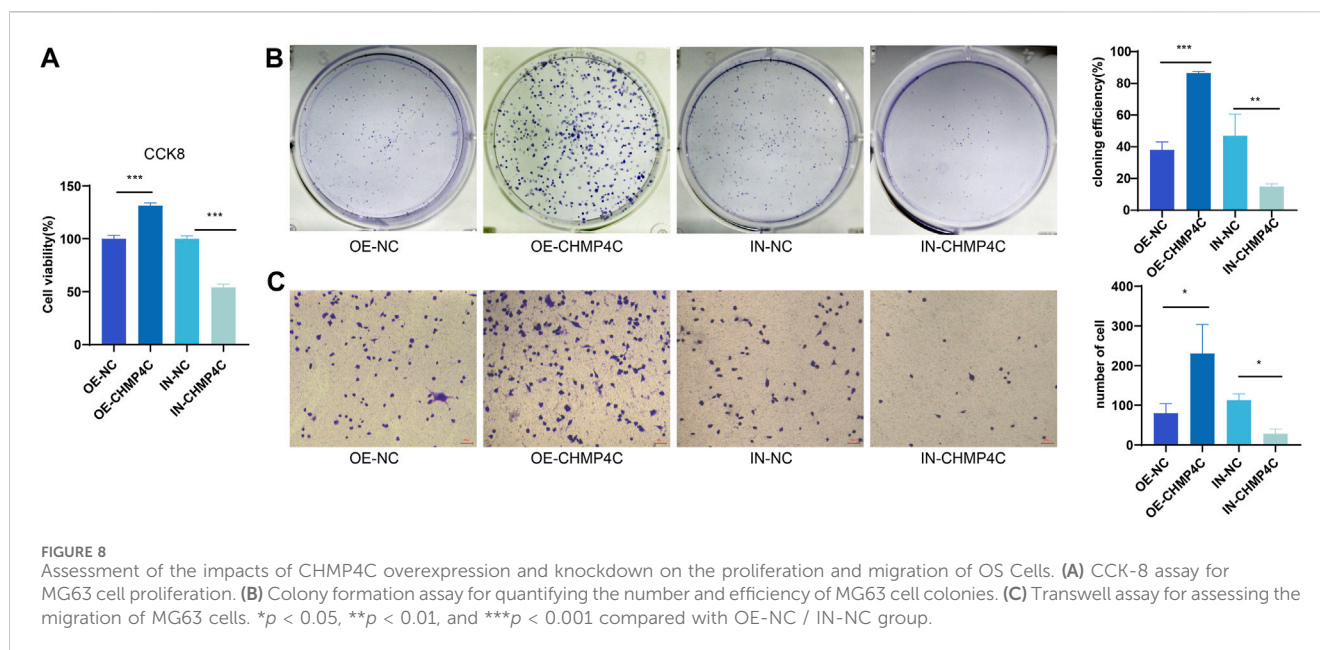 A
CCK8
Cell viability(%)
150
100
50
0
***
***
OE-NC
OE-CHMP4C
IN-NC
IN-CHMP4C
B
OE-NC
OE-CHMP4C
IN-NC
IN-CHMP4C
cloning efficiency(%)
100
80
60
40
20
0
***
**
OE-NC
OE-CHMP4C
IN-NC
IN-CHMP4C
C
OE-NC
OE-CHMP4C
IN-NC
IN-CHMP4C
number of cell
400
300
200
100
0
*
*
OE-NC
OE-CHMP4C
IN-NC
IN-CHMP4C
FIGURE 8
Assessment of the impacts of CHMP4C overexpression and knockdown on the proliferation and migration of OS Cells. (A) CCK-8 assay for
MG63 cell proliferation. (B) Colony formation assay for quantifying the number and efficiency of MG63 cell colonies. (C) Transwell assay for assessing the
migration of MG63 cells. *p < 0.05, **p < 0.01, and ***p < 0.001 compared with OE-NC / IN-NC group.